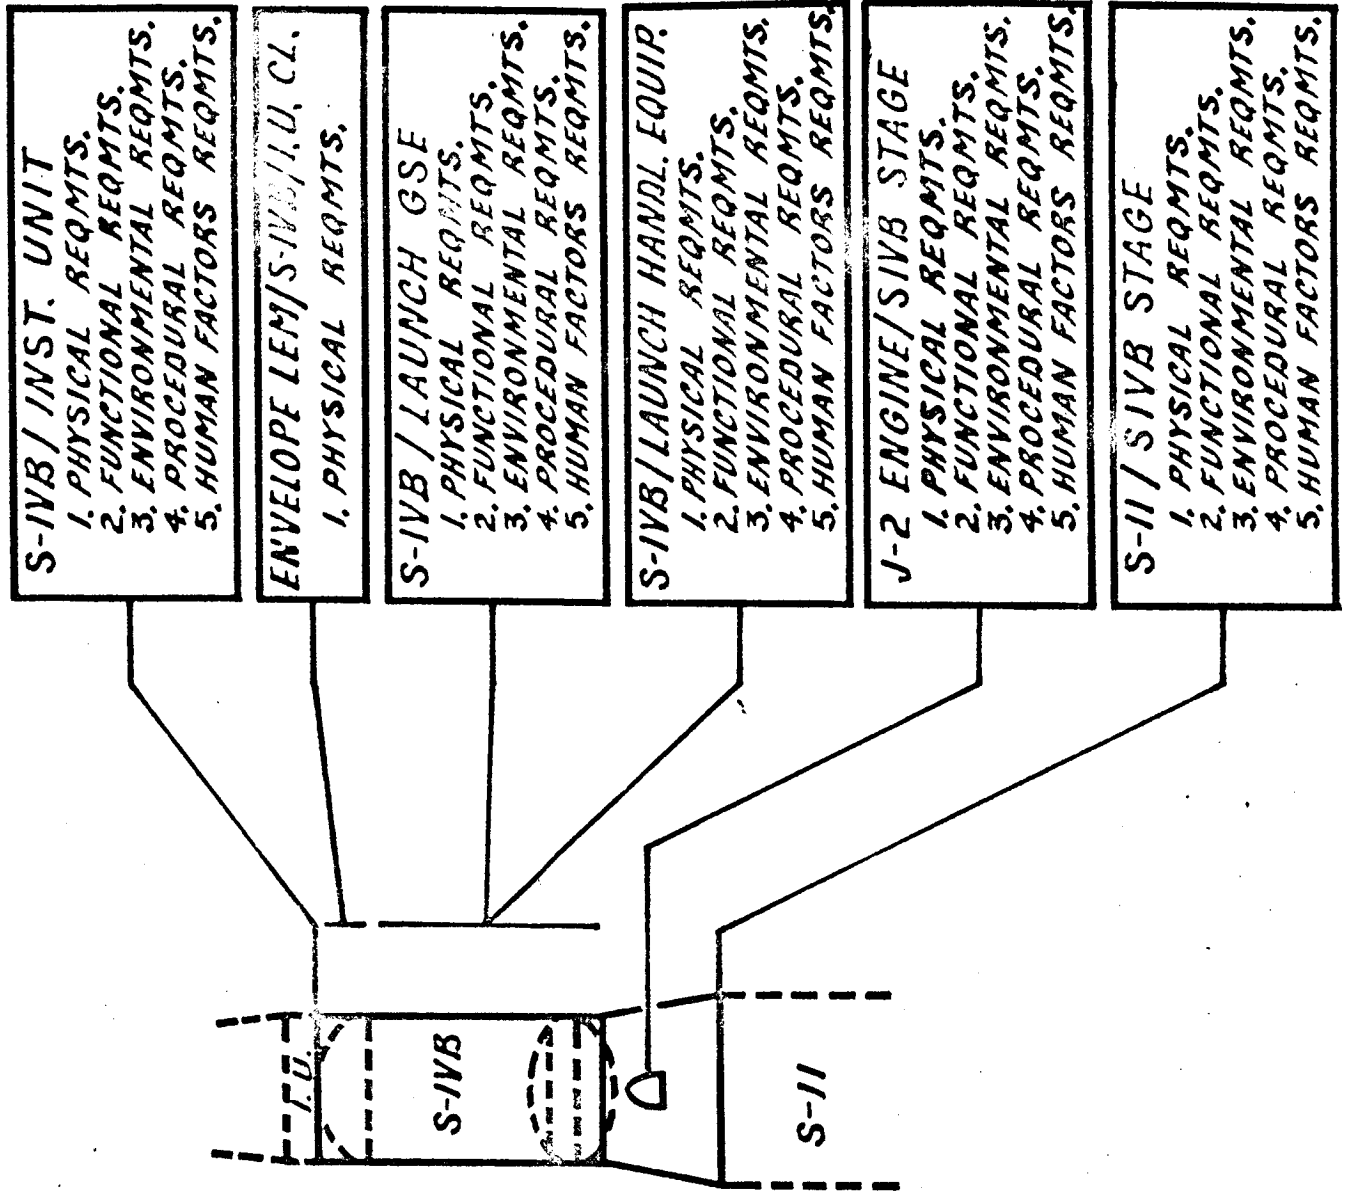 S-IVB / INST. UNIT
1. PHYSICAL REQMTS.
2. FUNCTIONAL REQMTS.
3. ENVIRONMENTAL REQMTS.
4. PROCEDURAL REQMTS.
5. HUMAN FACTORS REQMTS.
ENVELOPE LEM/S-IVB/I.U. CL.
1. PHYSICAL REQMTS.
S-IVB / LAUNCH GSE
1. PHYSICAL REQMTS.
2. FUNCTIONAL REQMTS.
3. ENVIRONMENTAL REQMTS.
4. PROCEDURAL REQMTS.
5. HUMAN FACTORS REQMTS.
S-IVB/LAUNCH HANDL. EQUIP.
1. PHYSICAL REQMTS.
2. FUNCTIONAL REQMTS.
3. ENVIRONMENTAL REQMTS.
4. PROCEDURAL REQMTS.
5. HUMAN FACTORS REQMTS.
J-2 ENGINE/SIVB STAGE
1. PHYSICAL REQMTS.
2. FUNCTIONAL REQMTS.
3. ENVIRONMENTAL REQMTS.
4. PROCEDURAL REQMTS.
5. HUMAN FACTORS REQMTS.
S-II / SIVB STAGE
1. PHYSICAL REQMTS.
2. FUNCTIONAL REQMTS.
3. ENVIRONMENTAL REQMTS.
4. PROCEDURAL REQMTS.
5. HUMAN FACTORS REQMTS.
I.U.
S-IVB
S-II